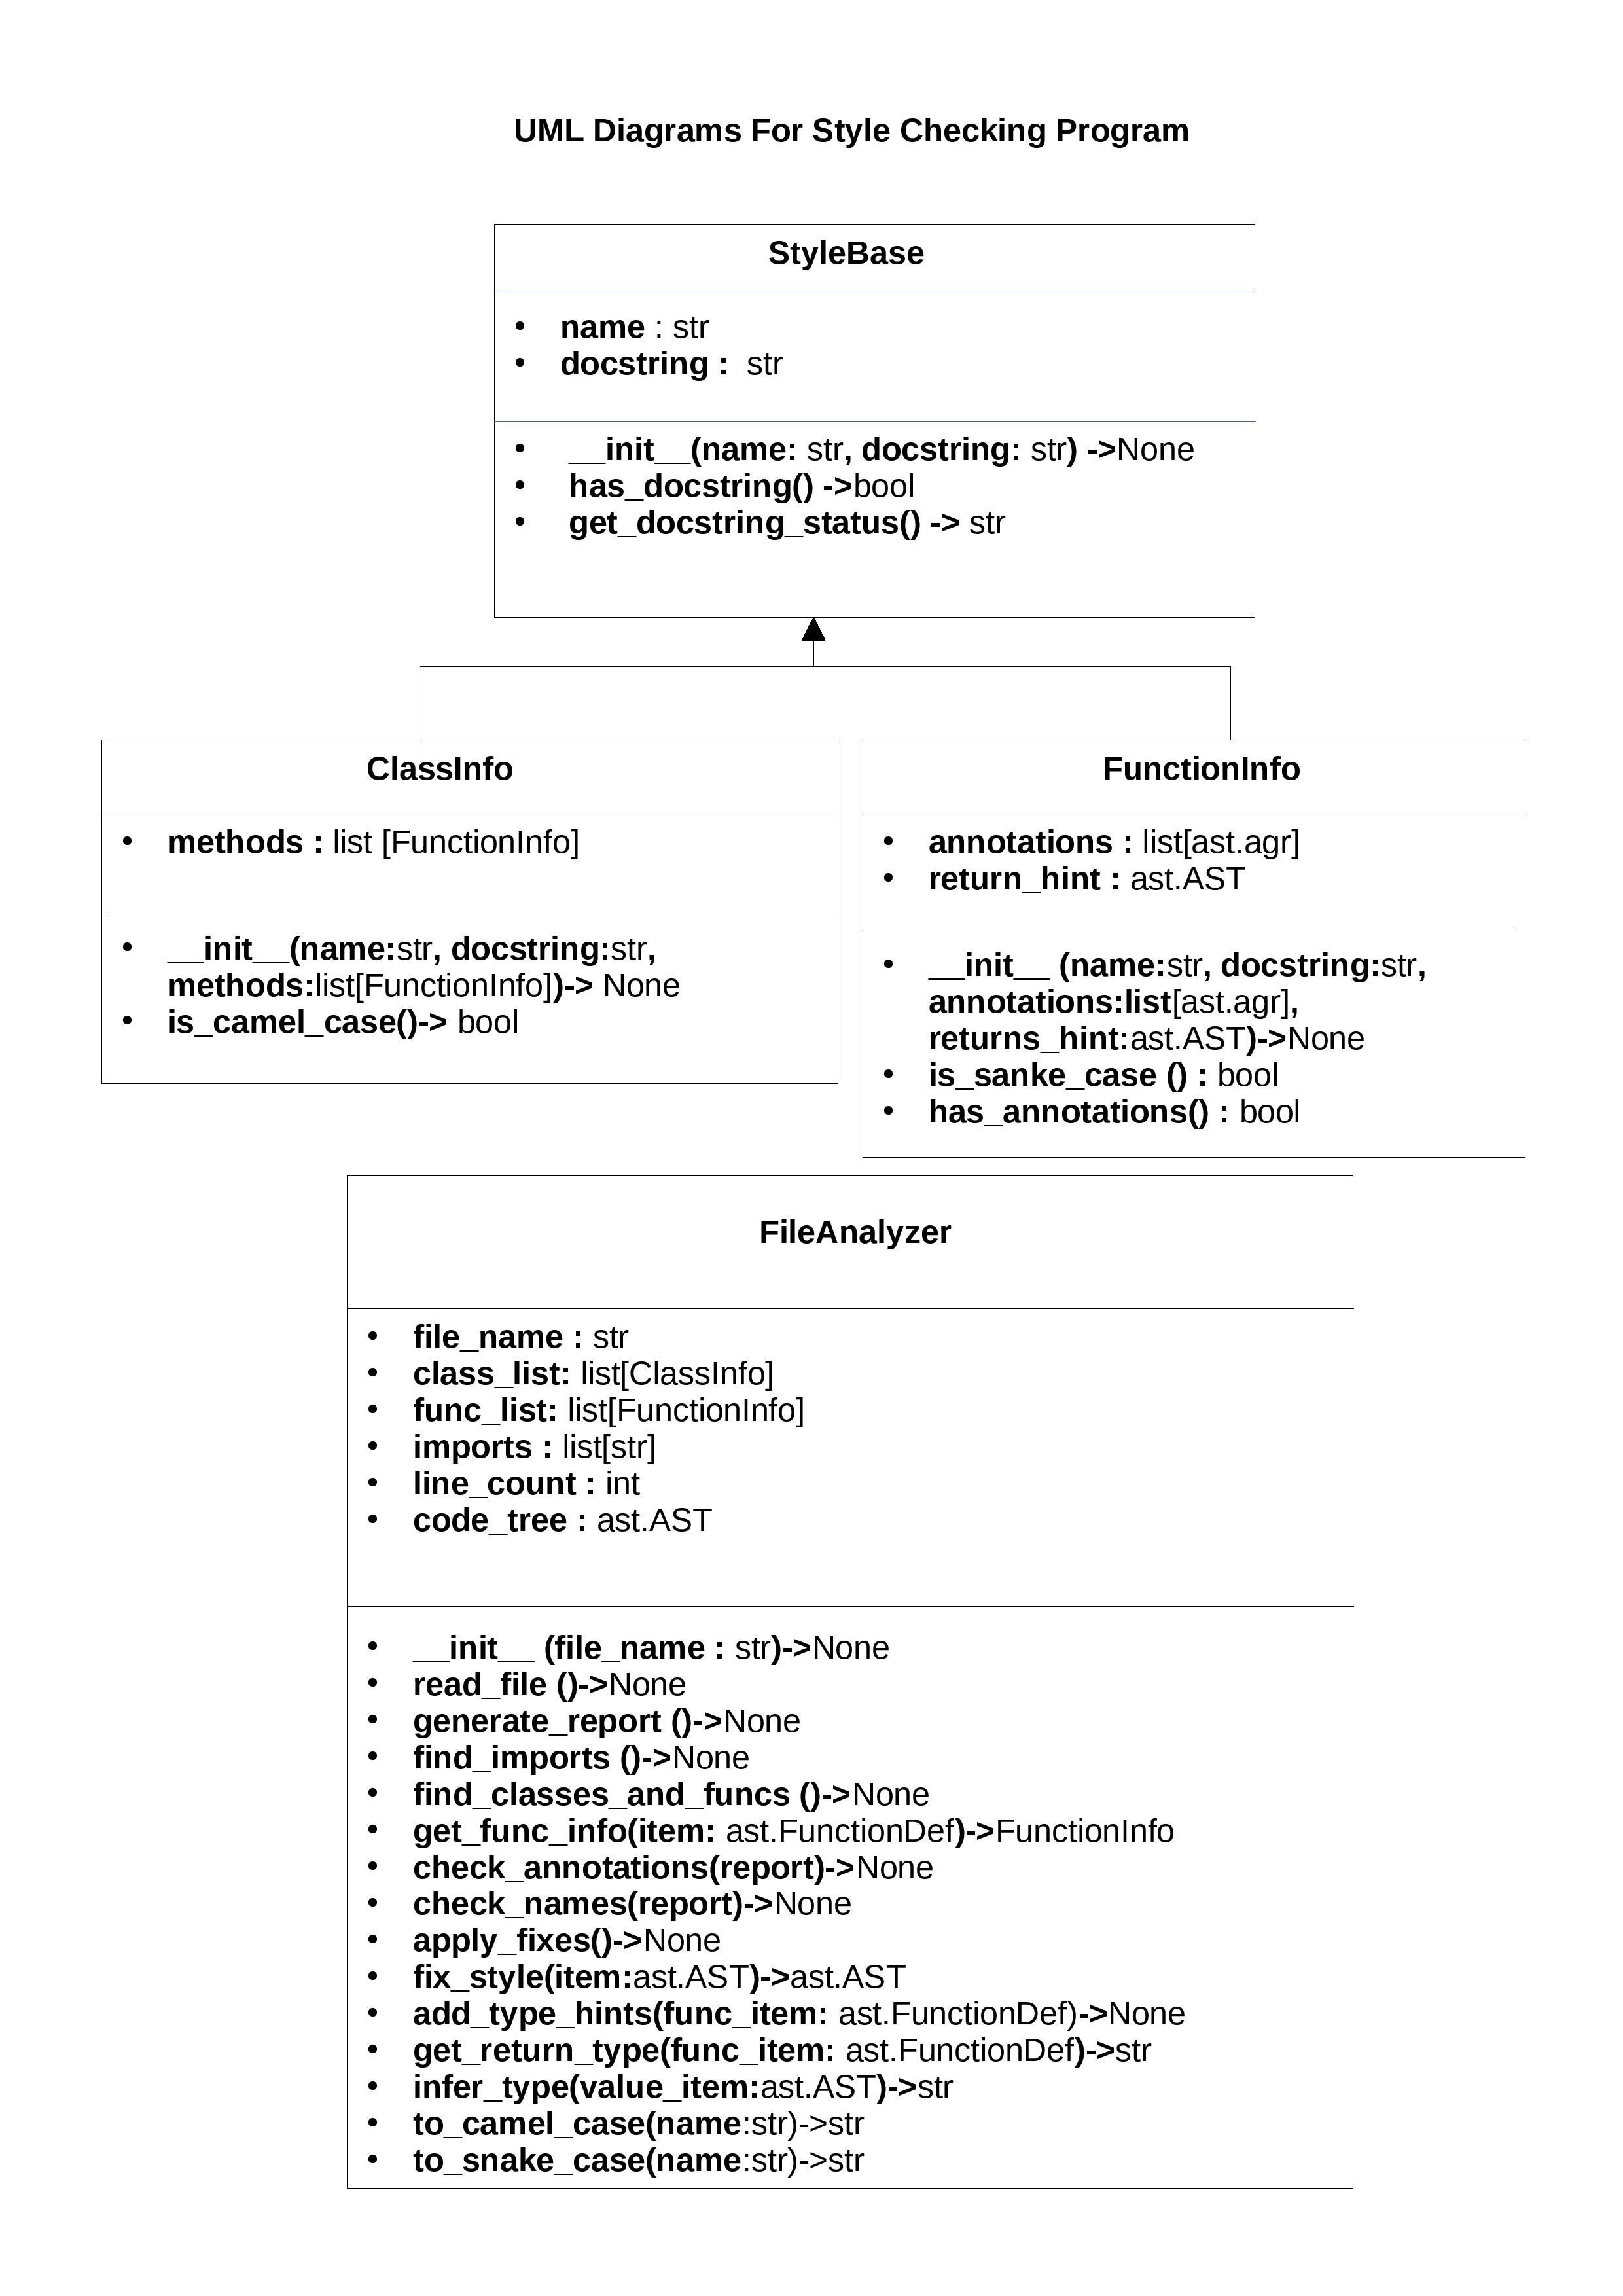 UML Diagrams For Style Checking Program
StyleBase
• name : str
• docstring : str
• __init__(name: str, docstring: str) ->None
• has_docstring() ->bool
• get_docstring_status() -> str
ClassInfo
• methods : list [FunctionInfo]
• __init__(name:str, docstring:str,
methods:list[FunctionInfo])-> None
• is_camel_case()-> bool
FunctionInfo
• annotations : list[ast.agr]
• return_hint : ast.AST
• __init__ (name:str, docstring:str,
annotations:list[ast.agr],
returns_hint:ast.AST)->None
• is_sanke_case () : bool
• has_annotations() : bool
FileAnalyzer
• file_name : str
• class_list: list[ClassInfo]
• func_list: list[FunctionInfo]
• imports : list[str]
• line_count : int
• code_tree : ast.AST
• __init__ (file_name : str)->None
• read_file ()->None
• generate_report ()->None
• find_imports ()->None
• find_classes_and_funcs ()->None
• get_func_info(item: ast.FunctionDef)->FunctionInfo
• check_annotations(report)->None
• check_names(report)->None
• apply_fixes()->None
• fix_style(item:ast.AST)->ast.AST
• add_type_hints(func_item: ast.FunctionDef)->None
• get_return_type(func_item: ast.FunctionDef)->str
• infer_type(value_item:ast.AST)->str
• to_camel_case(name:str)->str
• to_snake_case(name:str)->str